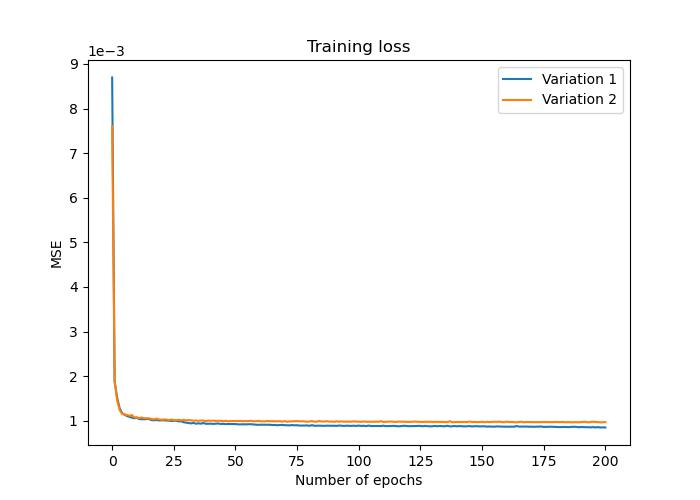 Training loss
1e−3
Variation 1
Variation 2
9
8
7
6
5
4
3
2
1
MSE
0 25 50 75 100 125 150 175 200
Number of epochs